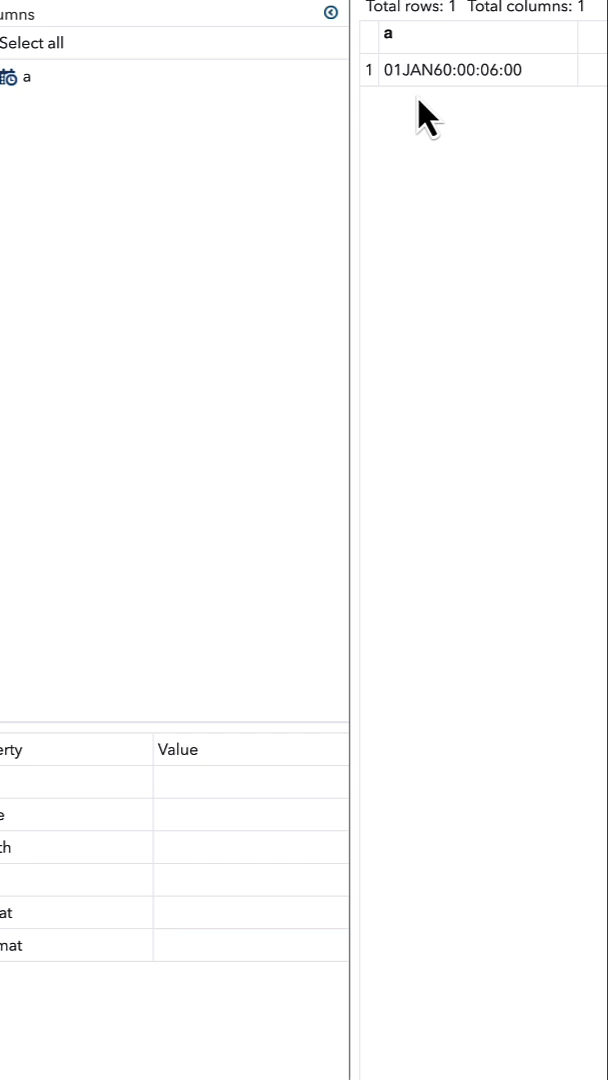 umns
Select all
a
Total rows: 1 Total columns: 1
a
1 01JAN60:00:06:00
erty Value
e
th
at
mat